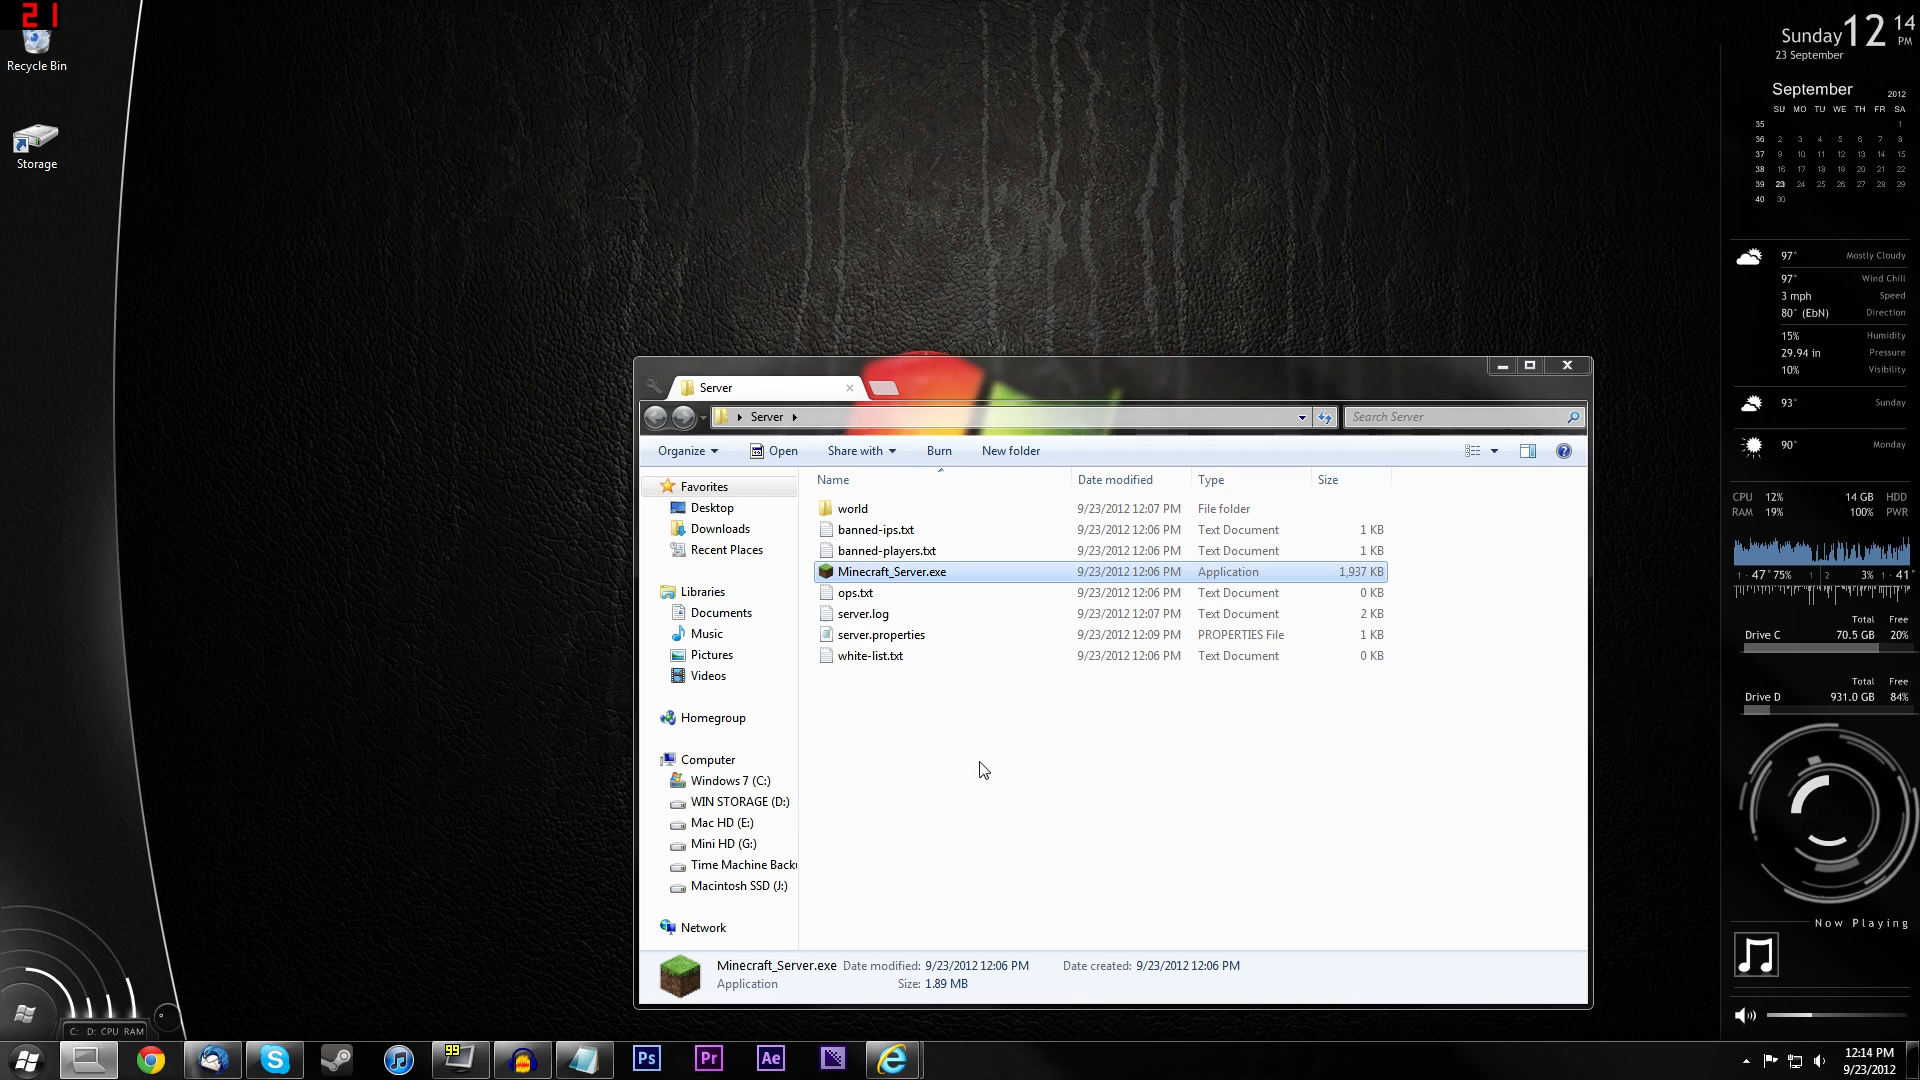 21
Recycle Bin
Storage
Sunday 12 14 PM
23 September
September 2012
SU MO TU WE TH FR SA
35 1
36 2 3 4 5 6 7 8
37 9 10 11 12 13 14 15
38 16 17 18 19 20 21 22
39 23 24 25 26 27 28 29
40 30
97° Mostly Cloudy
97° Wind Chill
3 mph Speed
80° (EbN) Direction
15% Humidity
29.94 in Pressure
10% Visibility
93° Sunday
90° Monday
CPU 12% 14 GB HDD
RAM 19% 100% PWR
1 · 47° 75% 1 2 3% 1 · 41°
Total Free
Drive C 70.5 GB 20%
Total Free
Drive D 931.0 GB 84%
Now Playing
Server
Server
Search Server
Organize Open Share with Burn New folder
Name Date modified Type Size
world 9/23/2012 12:07 PM File folder
banned-ips.txt 9/23/2012 12:06 PM Text Document 1 KB
banned-players.txt 9/23/2012 12:06 PM Text Document 1 KB
Minecraft_Server.exe 9/23/2012 12:06 PM Application 1,937 KB
ops.txt 9/23/2012 12:06 PM Text Document 0 KB
server.log 9/23/2012 12:07 PM Text Document 2 KB
server.properties 9/23/2012 12:09 PM PROPERTIES File 1 KB
white-list.txt 9/23/2012 12:06 PM Text Document 0 KB
Favorites
Desktop
Downloads
Recent Places
Libraries
Documents
Music
Pictures
Videos
Homegroup
Computer
Windows 7 (C:)
WIN STORAGE (D:)
Mac HD (E:)
Mini HD (G:)
Time Machine Backu
Macintosh SSD (J:)
Network
Minecraft_Server.exe Date modified: 9/23/2012 12:06 PM Date created: 9/23/2012 12:06 PM
Application Size: 1.89 MB
C: D: CPU RAM
99
Ps Pr Ae
12:14 PM
9/23/2012